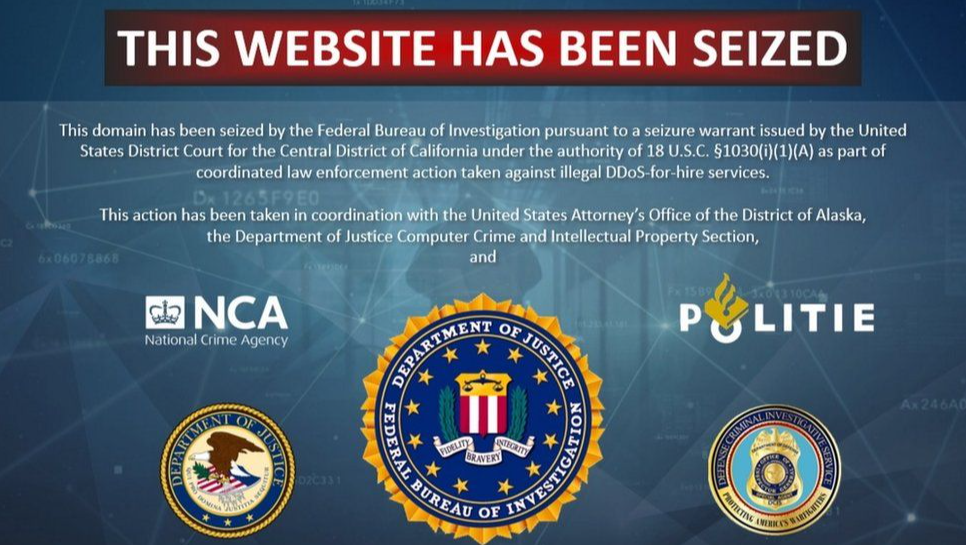 THIS WEBSITE HAS BEEN SEIZED
This domain has been seized by the Federal Bureau of Investigation pursuant to a seizure warrant issued by the United
States District Court for the Central District of California under the authority of 18 U.S.C. §1030(i)(1)(A) as part of
coordinated law enforcement action taken against illegal DDoS-for-hire services.
Dx 1265F9E0
This action has been taken in coordination with the United States Attorney's Office of the District of Alaska,
the Department of Justice Computer Crime and Intellectual Property Section,
and
6x06075868
NCA
National Crime Agency
POLITIE
DEPARTMENT OF JUSTICE
FEDERAL BUREAU OF INVESTIGATION
FIDELITY
BRAVERY
INTEGRITY
DEPARTMENT OF JUSTICE
QUI PRO DOMINA JUSTITIA SEQUITUR
DEFENSE CRIMINAL INVESTIGATIVE SERVICE
PROTECTING AMERICA'S WARFIGHTERS